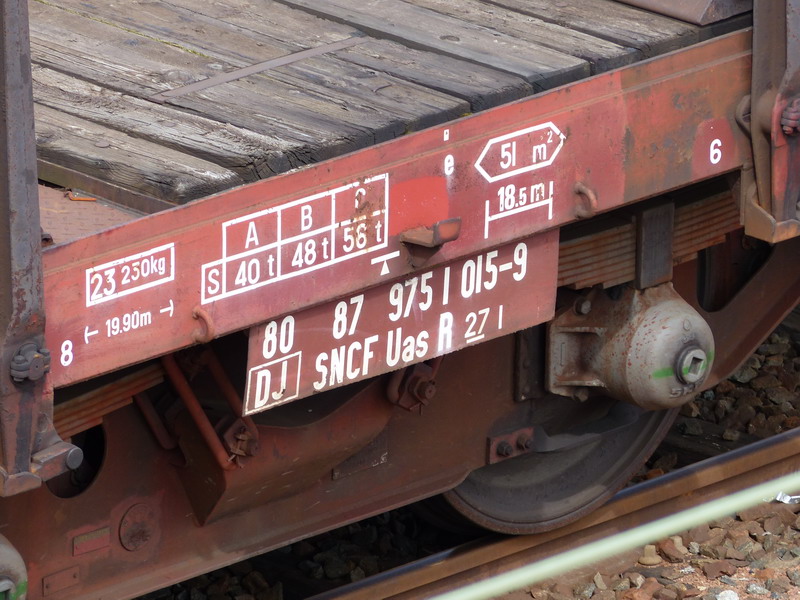 e
51 m²
18.5 m
6
A B C
S 40 t 48 t 56 t
23 250kg
19.90m
8
80 87 975 1 015-9
DJ SNCF Uas R 27 1